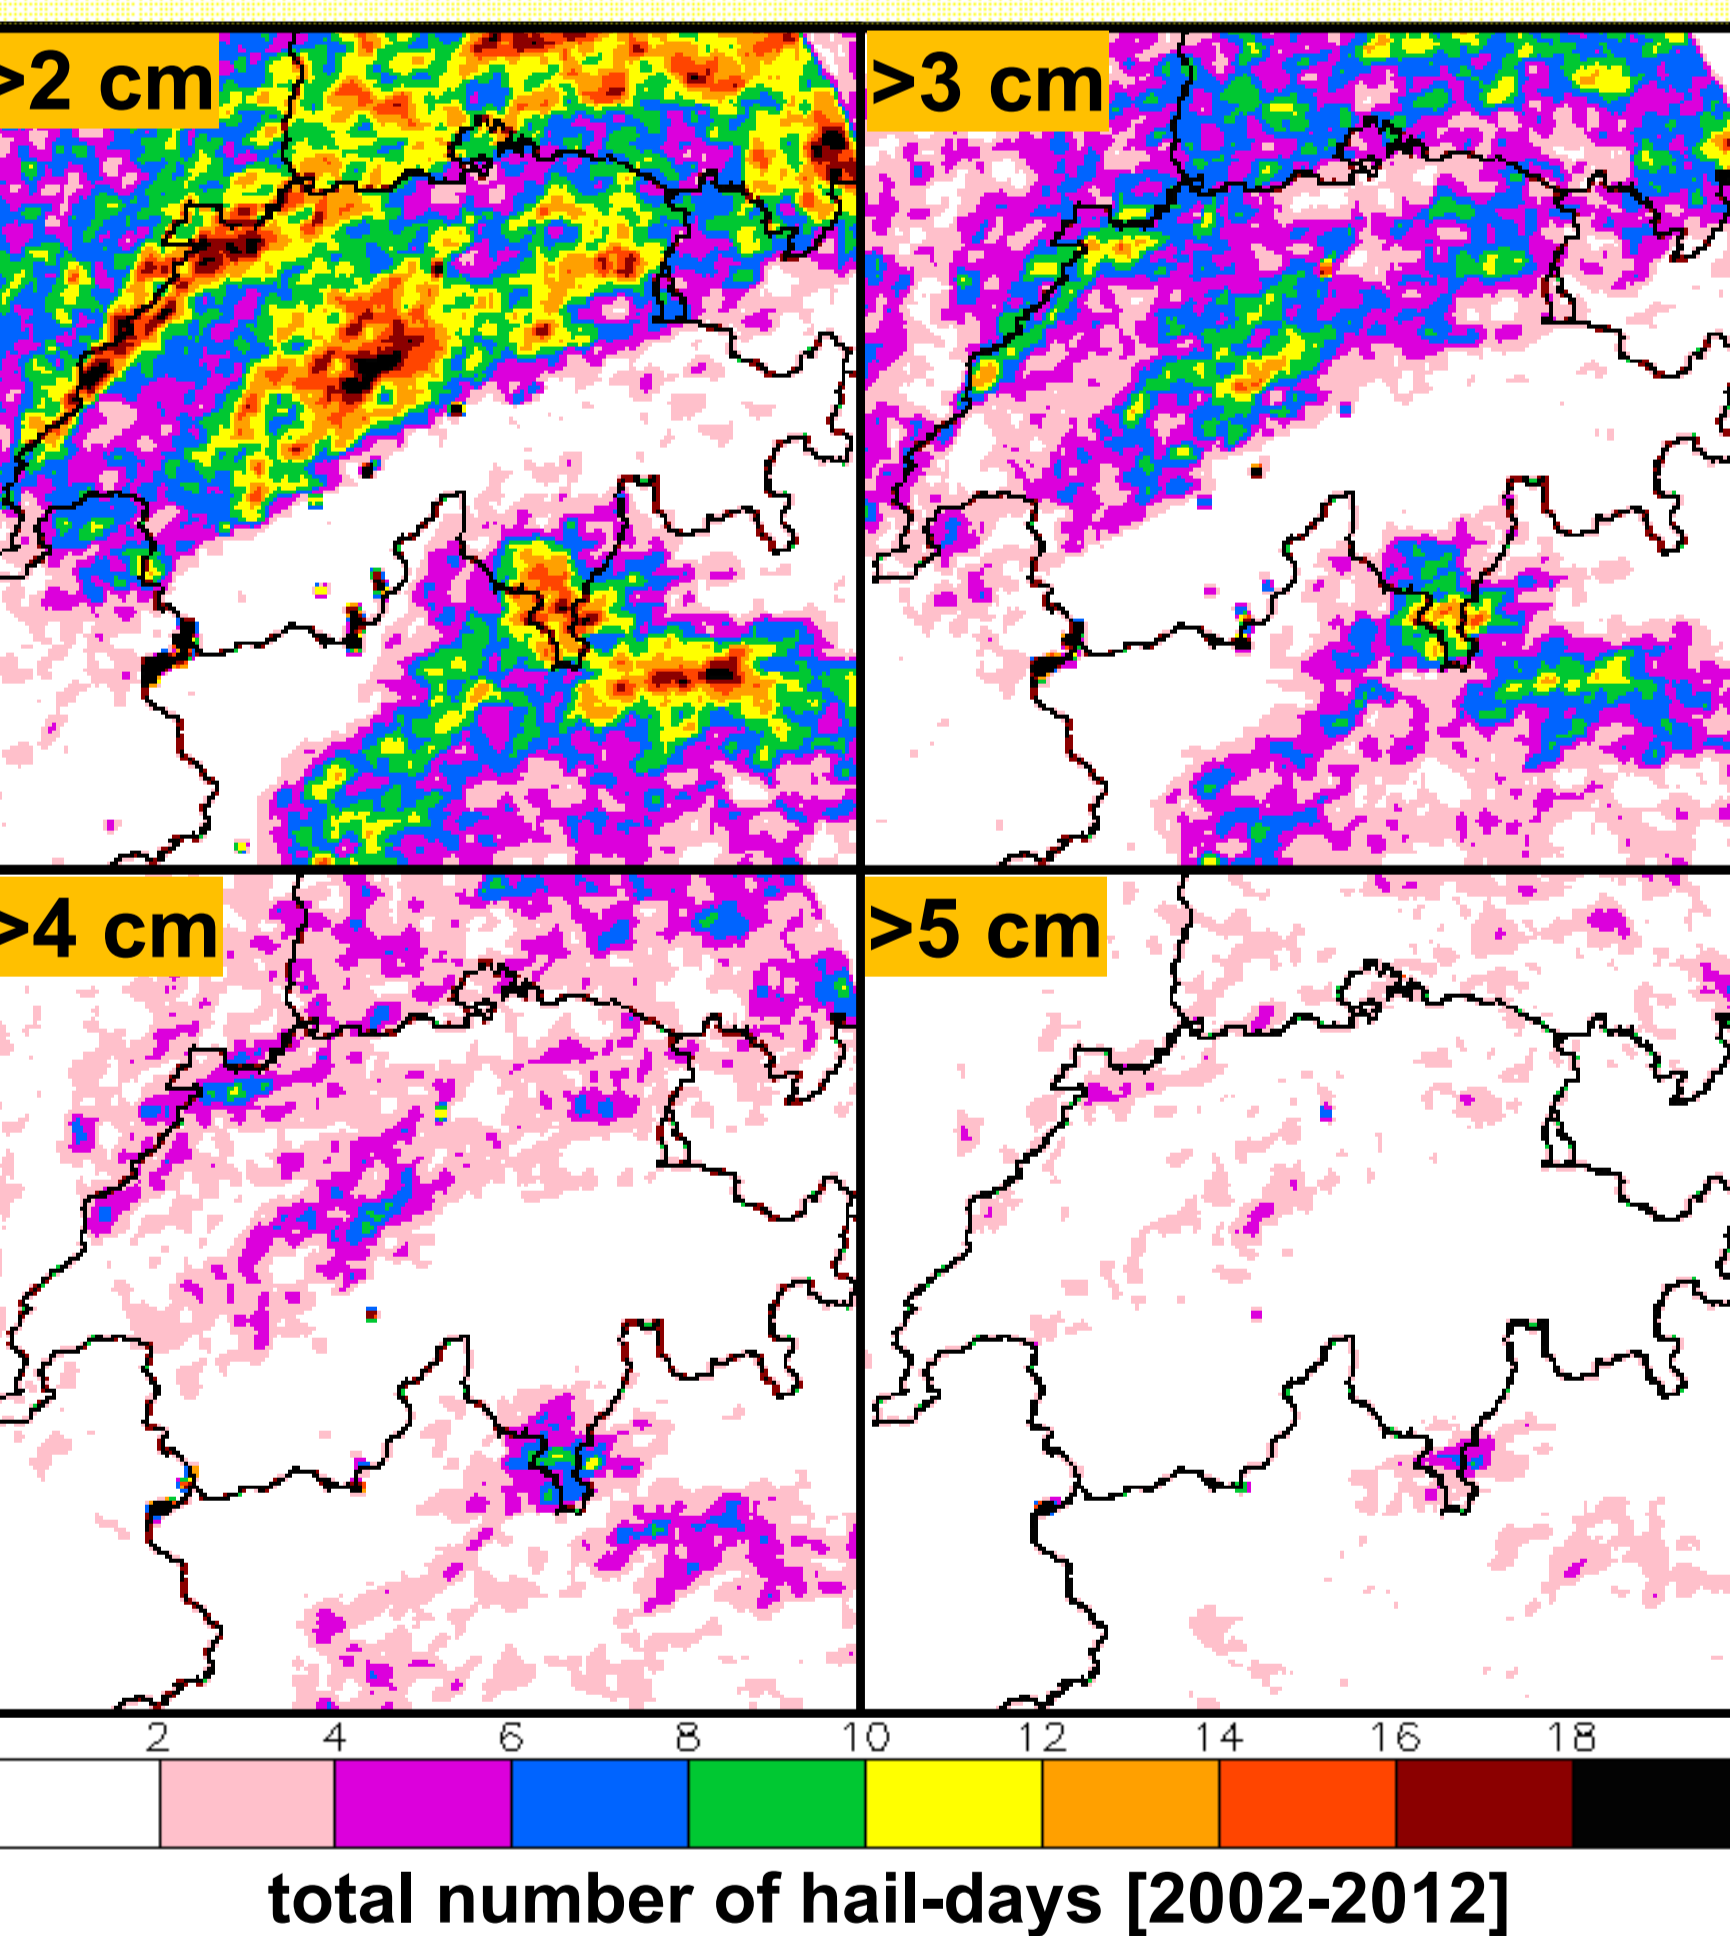 >2 cm
>3 cm
>4 cm
>5 cm
2 4 6 8 10 12 14 16 18
total number of hail-days [2002-2012]